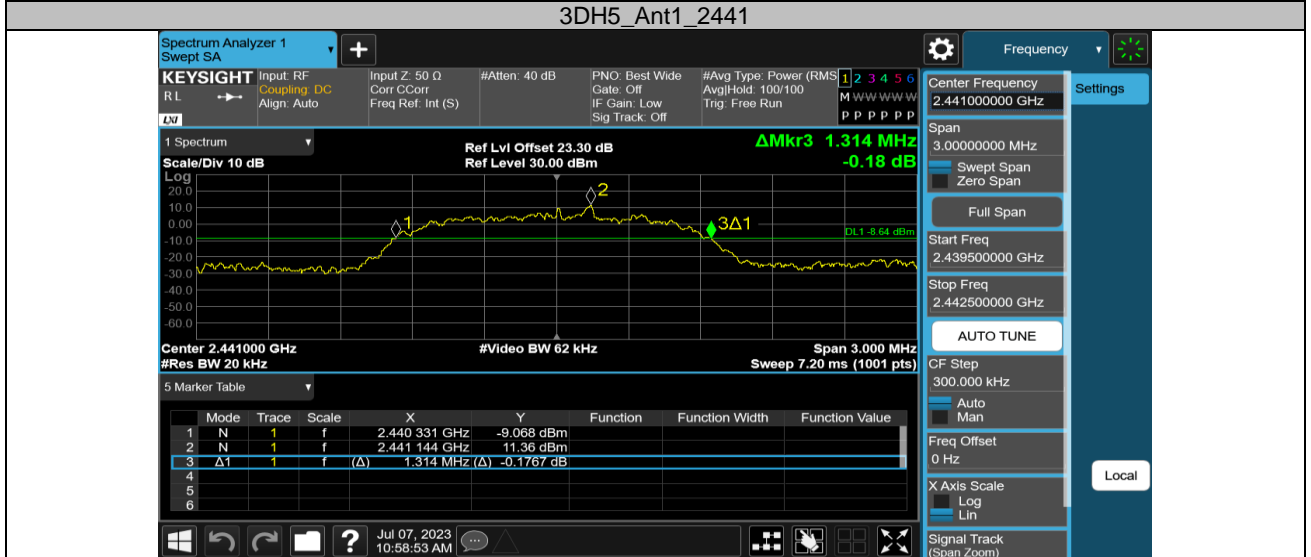 3DH5_Ant1_2441
Spectrum Analyzer 1
Swept SA
Frequency
KEYSIGHT
RL
LXI
Input: RF
Coupling: DC
Align: Auto
Input Z: 50 Ω
Corr CCorr
Freq Ref: Int (S)
#Atten: 40 dB
PNO: Best Wide
Gate: Off
IF Gain: Low
Sig Track: Off
#Avg Type: Power (RMS
Avg|Hold: 100/100
Trig: Free Run
1 2 3 4 5 6
M W W W W W
P P P P P P
1 Spectrum
Scale/Div 10 dB
Log
Ref Lvl Offset 23.30 dB
Ref Level 30.00 dBm
ΔMkr3 1.314 MHz
-0.18 dB
20.0
10.0
0.00
-10.0
-20.0
-30.0
-40.0
-50.0
-60.0
1
2
3Δ1
DL1 -8.64 dBm
Center 2.441000 GHz
#Res BW 20 kHz
#Video BW 62 kHz
Span 3.000 MHz
Sweep 7.20 ms (1001 pts)
5 Marker Table
Mode Trace Scale X Y Function Function Width Function Value
1 N 1 f 2.440 331 GHz -9.068 dBm
2 N 1 f 2.441 144 GHz 11.36 dBm
3 Δ1 1 f (Δ) 1.314 MHz (Δ) -0.1767 dB
4
5
6
Jul 07, 2023
10:58:53 AM
Center Frequency
2.441000000 GHz
Span
3.00000000 MHz
Swept Span
Zero Span
Full Span
Start Freq
2.439500000 GHz
Stop Freq
2.442500000 GHz
AUTO TUNE
CF Step
300.000 kHz
Auto
Man
Freq Offset
0 Hz
X Axis Scale
Log
Lin
Signal Track
(Span Zoom)
Settings
Local